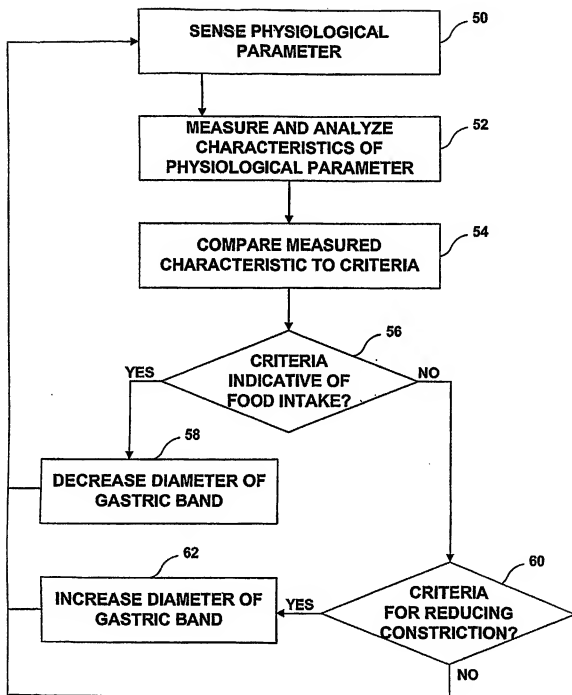 SENSE PHYSIOLOGICAL
PARAMETER
50
MEASURE AND ANALYZE
CHARACTERISTICS OF
PHYSIOLOGICAL PARAMETER
52
COMPARE MEASURED
CHARACTERISTIC TO CRITERIA
54
CRITERIA
INDICATIVE OF
FOOD INTAKE?
56
YES
NO
DECREASE DIAMETER OF
GASTRIC BAND
58
INCREASE DIAMETER OF
GASTRIC BAND
62
YES
CRITERIA
FOR REDUCING
CONSTRICTION?
60
NO